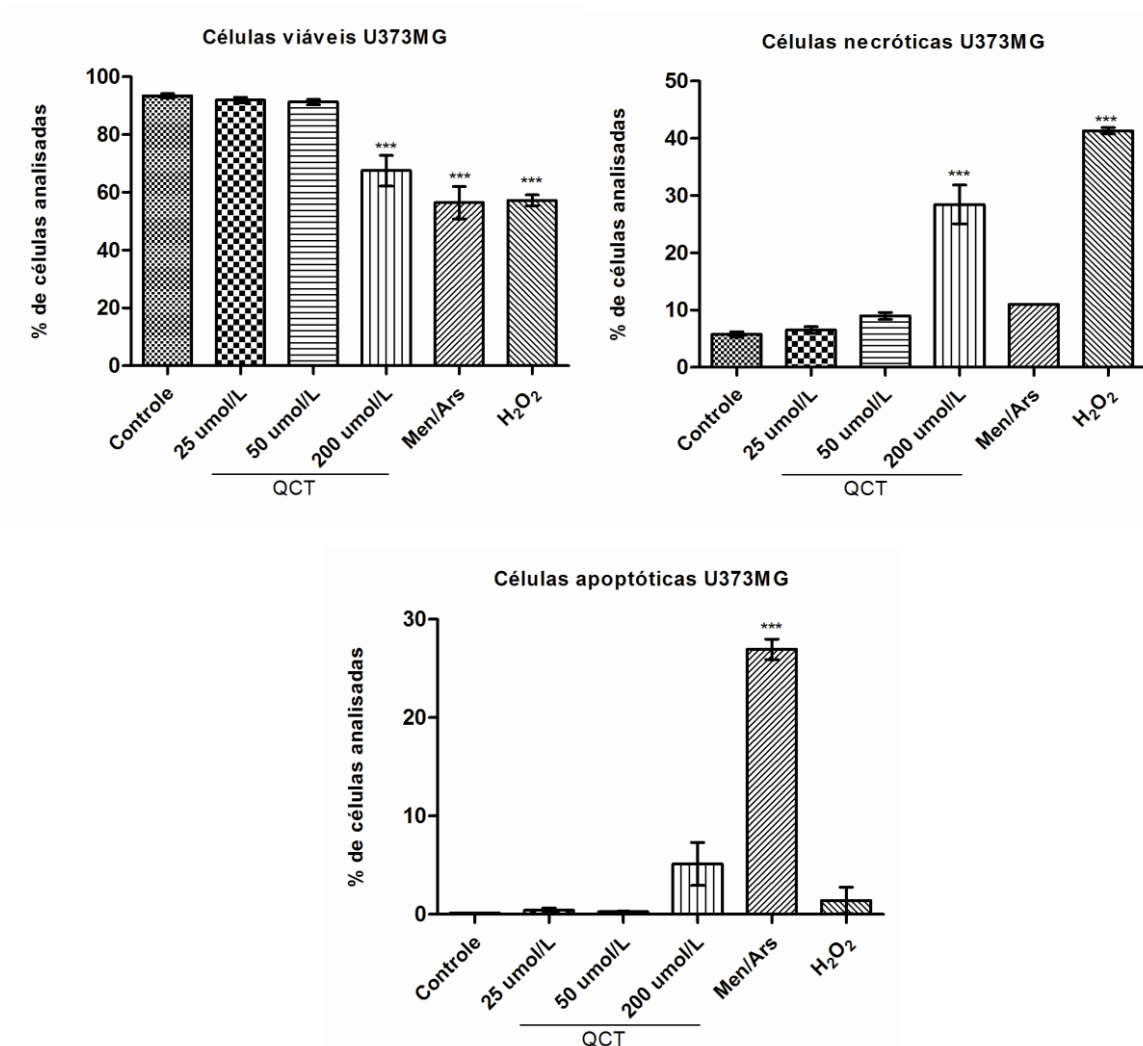 Células viáveis U373MG
% de células analisadas
100
80
60
40
20
0
***
***
***
Controle
25 umol/L
50 umol/L
200 umol/L
Men/Ars
H₂O₂
QCT
Células necróticas U373MG
% de células analisadas
50
40
30
20
10
0
***
***
Controle
25 umol/L
50 umol/L
200 umol/L
Men/Ars
H₂O₂
QCT
Células apoptóticas U373MG
% de células analisadas
30
20
10
0
***
Controle
25 umol/L
50 umol/L
200 umol/L
Men/Ars
H₂O₂
QCT